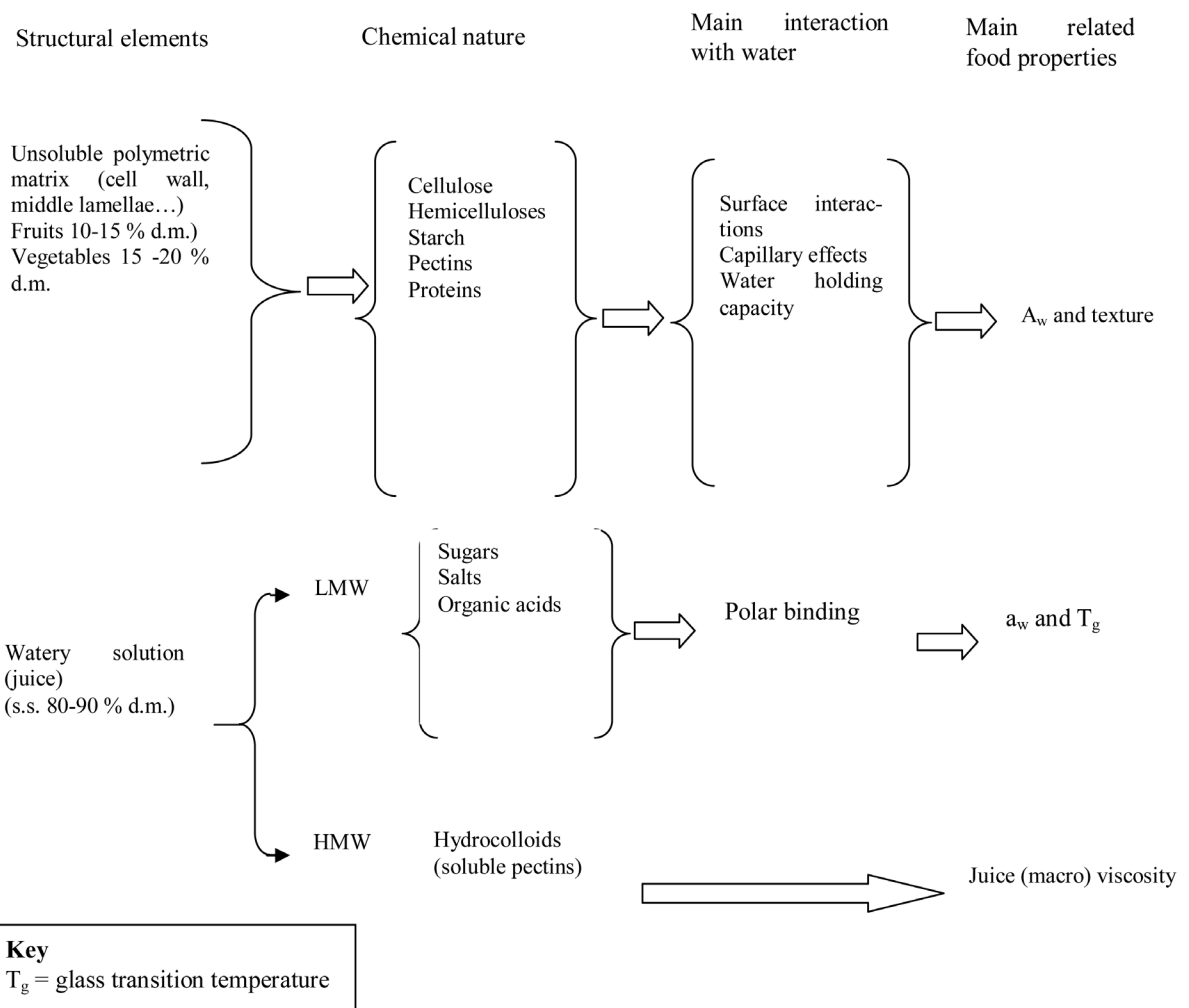 Structural elements
Chemical nature
Main interaction
with water
Main related
food properties
Unsoluble polymetric
matrix (cell wall,
middle lamellae…)
Fruits 10-15 % d.m.)
Vegetables 15 -20 %
d.m.
Cellulose
Hemicelluloses
Starch
Pectins
Proteins
Surface interac-
tions
Capillary effects
Water holding
capacity
Aw and texture
Watery solution
(juice)
(s.s. 80-90 % d.m.)
LMW
Sugars
Salts
Organic acids
Polar binding
aw and Tg
HMW
Hydrocolloids
(soluble pectins)
Juice (macro) viscosity
Key
Tg = glass transition temperature